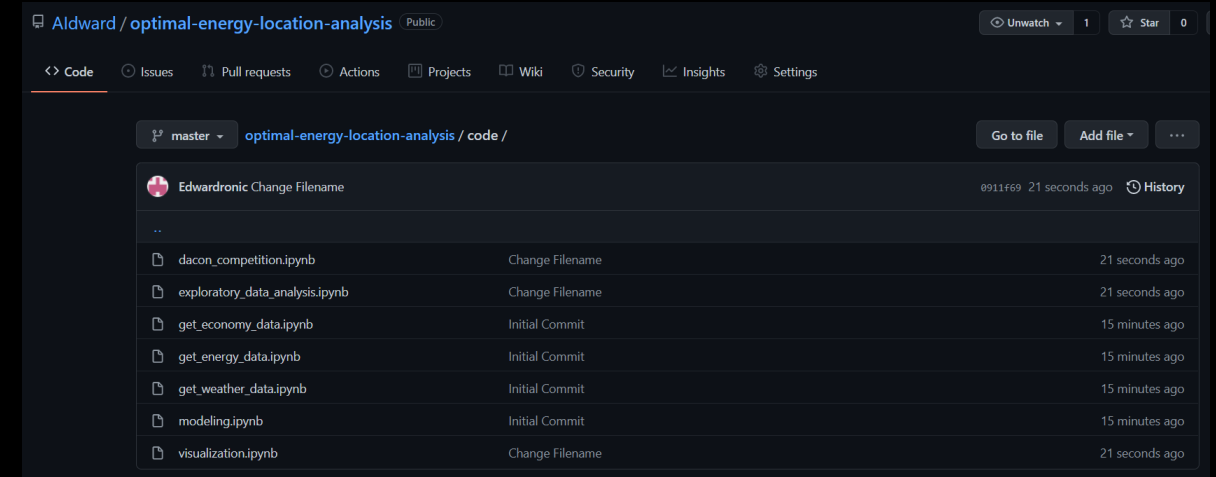 Aldward / optimal-energy-location-analysis Public Unwatch 1 Star 0
Code Issues Pull requests Actions Projects Wiki Security Insights Settings
master optimal-energy-location-analysis / code / Go to file Add file ...
Edwardronic Change Filename 0911f69 21 seconds ago History
..
dacon_competition.ipynb Change Filename 21 seconds ago
exploratory_data_analysis.ipynb Change Filename 21 seconds ago
get_economy_data.ipynb Initial Commit 15 minutes ago
get_energy_data.ipynb Initial Commit 15 minutes ago
get_weather_data.ipynb Initial Commit 15 minutes ago
modeling.ipynb Initial Commit 15 minutes ago
visualization.ipynb Change Filename 21 seconds ago